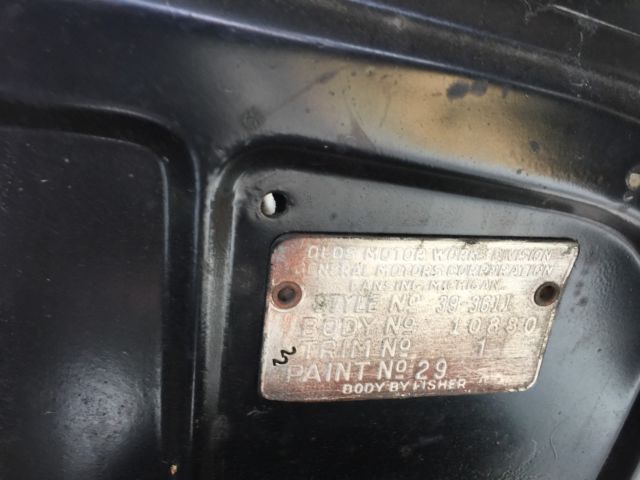 OLDS MOTOR WORKS DIVISION
GENERAL MOTORS CORPORATION
LANSING, MICHIGAN
STYLE Nº 39-3611
BODY Nº 10880
TRIM Nº 1
PAINT Nº 29
BODY BY FISHER